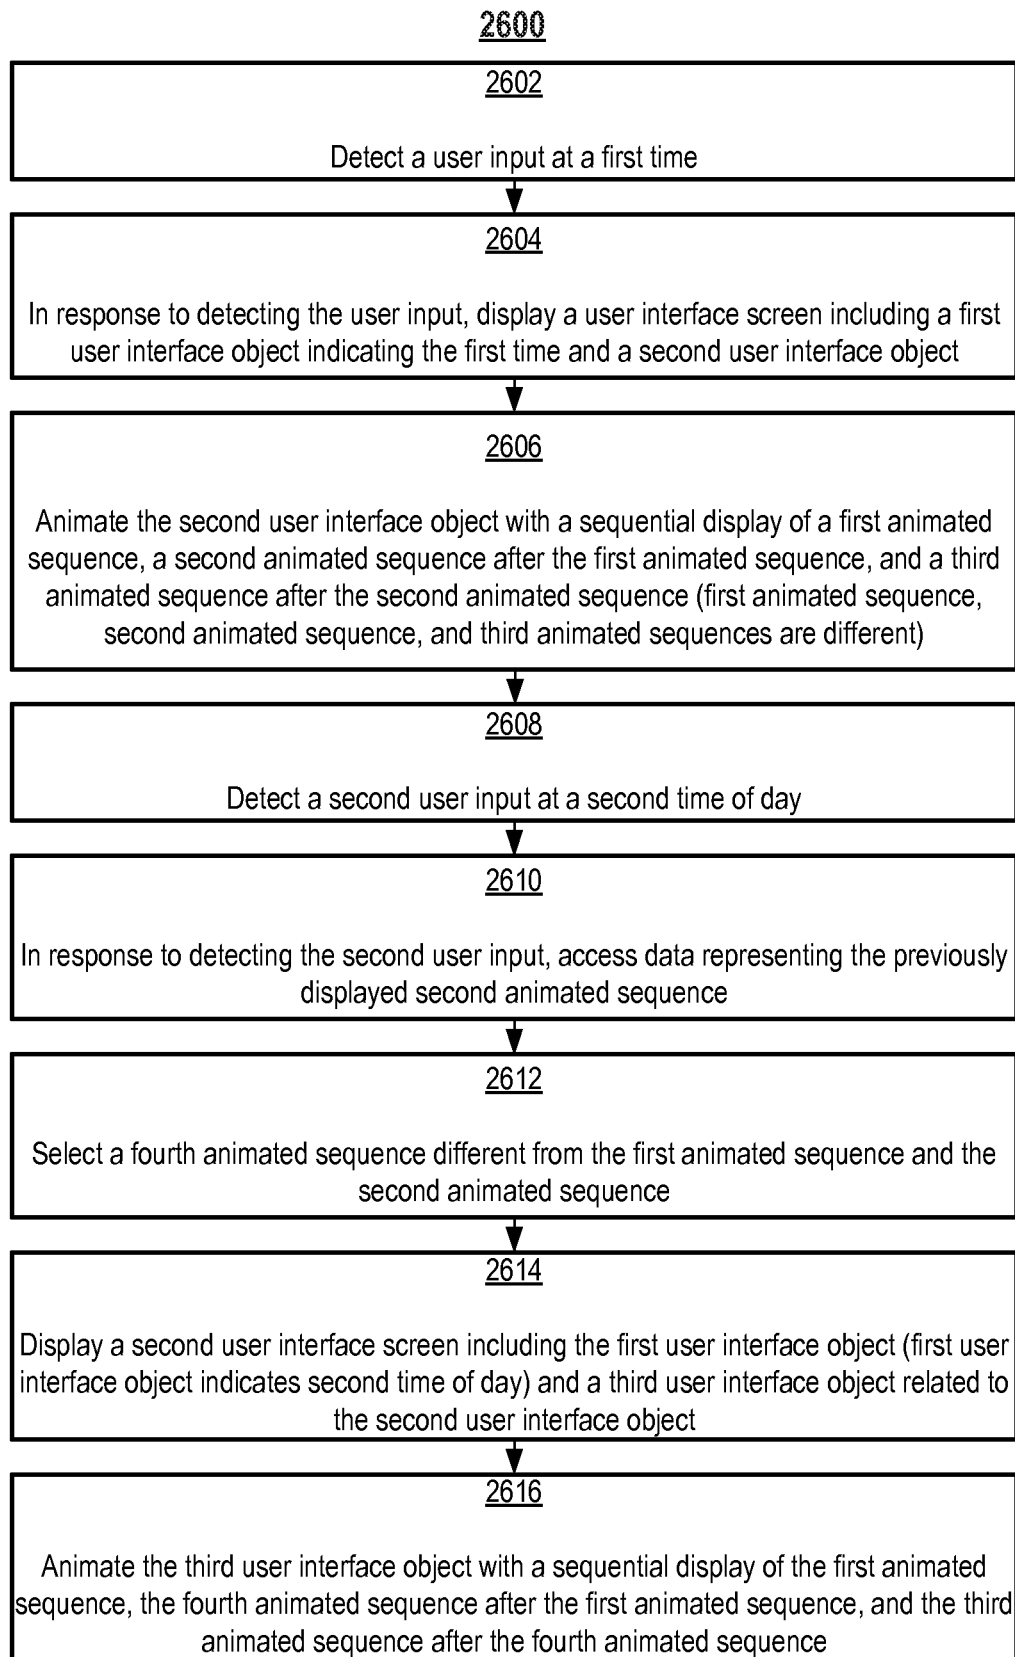 2600
2602
Detect a user input at a first time
2604
In response to detecting the user input, display a user interface screen including a first
user interface object indicating the first time and a second user interface object
2606
Animate the second user interface object with a sequential display of a first animated
sequence, a second animated sequence after the first animated sequence, and a third
animated sequence after the second animated sequence (first animated sequence,
second animated sequence, and third animated sequences are different)
2608
Detect a second user input at a second time of day
2610
In response to detecting the second user input, access data representing the previously
displayed second animated sequence
2612
Select a fourth animated sequence different from the first animated sequence and the
second animated sequence
2614
Display a second user interface screen including the first user interface object (first user
interface object indicates second time of day) and a third user interface object related to
the second user interface object
2616
Animate the third user interface object with a sequential display of the first animated
sequence, the fourth animated sequence after the first animated sequence, and the third
animated sequence after the fourth animated sequence